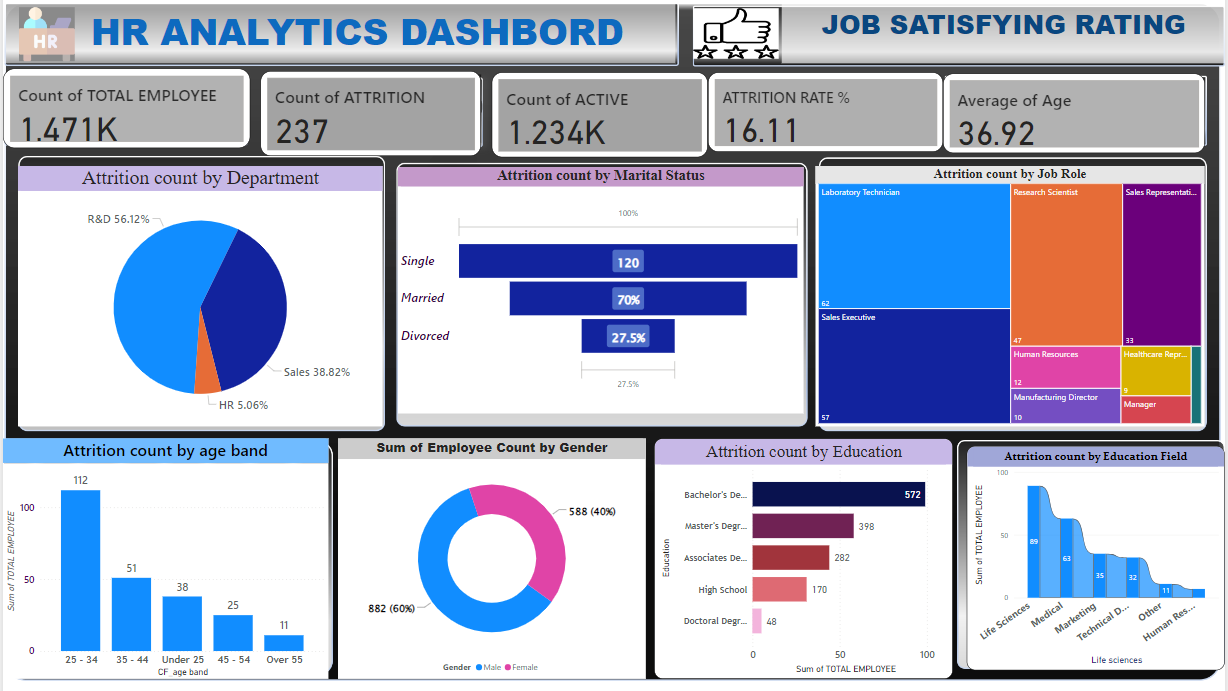 HR
HR ANALYTICS DASHBORD
JOB SATISFYING RATING
Count of TOTAL EMPLOYEE
1.471K
Count of ATTRITION
237
Count of ACTIVE
1.234K
ATTRITION RATE %
16.11
Average of Age
36.92
Attrition count by Department
R&D 56.12%
Sales 38.82%
HR 5.06%
Attrition count by Marital Status
100%
Single
120
Married
70%
Divorced
27.5%
27.5%
Attrition count by Job Role
Laboratory Technician
62
Sales Executive
57
Research Scientist
47
Sales Representati...
33
Human Resources
12
Manufacturing Director
10
Healthcare Repr...
9
Manager
Attrition count by age band
Sum of TOTAL EMPLOYEE
100
50
0
112
51
38
25
11
25 - 34
35 - 44
Under 25
45 - 54
Over 55
CF_age band
Sum of Employee Count by Gender
588 (40%)
882 (60%)
Gender
Male
Female
Attrition count by Education
Education
Bachelor's De...
572
Master's Degr...
398
Associates De...
282
High School
170
Doctoral Degr...
48
0
50
100
Sum of TOTAL EMPLOYEE
Attrition count by Education Field
Sum of TOTAL EMPLOYEE
100
50
0
89
63
35
32
11
Life Sciences
Medical
Marketing
Technical D...
Other
Human Res...
Life sciences